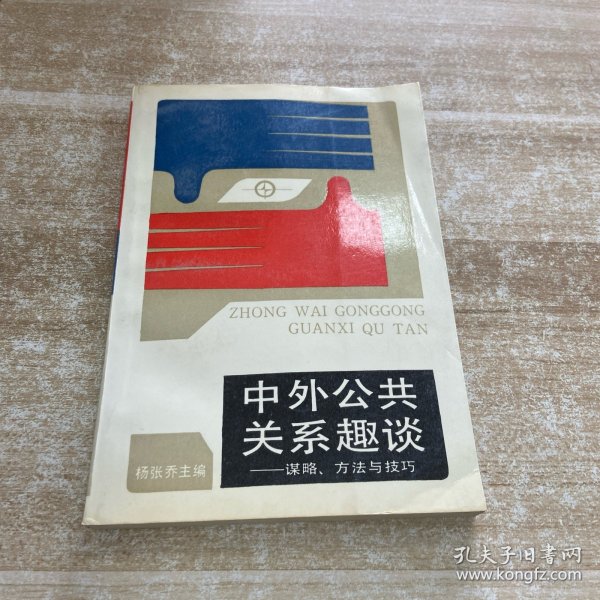 ZHONG WAI GONGGONG
GUANXI QU TAN
中外公共
关系趣谈
——谋略、方法与技巧
杨张乔主编
孔夫子旧书网
www.kongfz.com